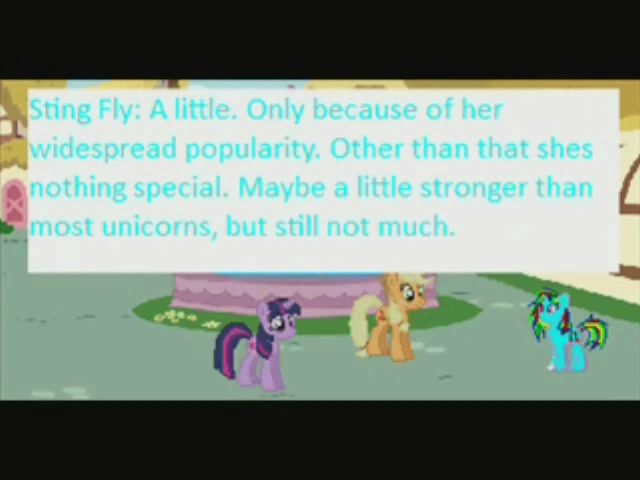 Sting Fly: A little. Only because of her
widespread popularity. Other than that shes
nothing special. Maybe a little stronger than
most unicorns, but still not much.